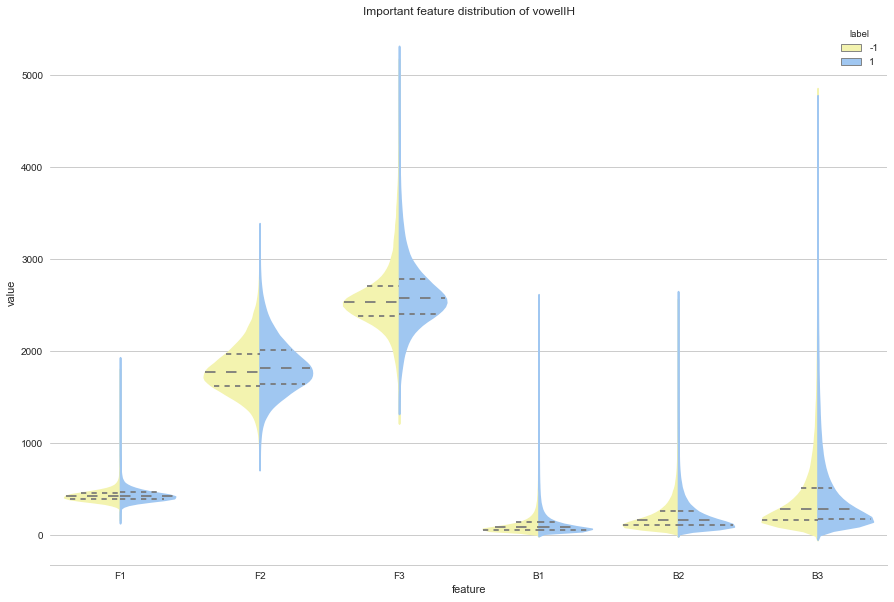 Important feature distribution of vowelIH
label
-1
1
5000
4000
3000
2000
1000
0
value
F1 F2 F3 B1 B2 B3
feature